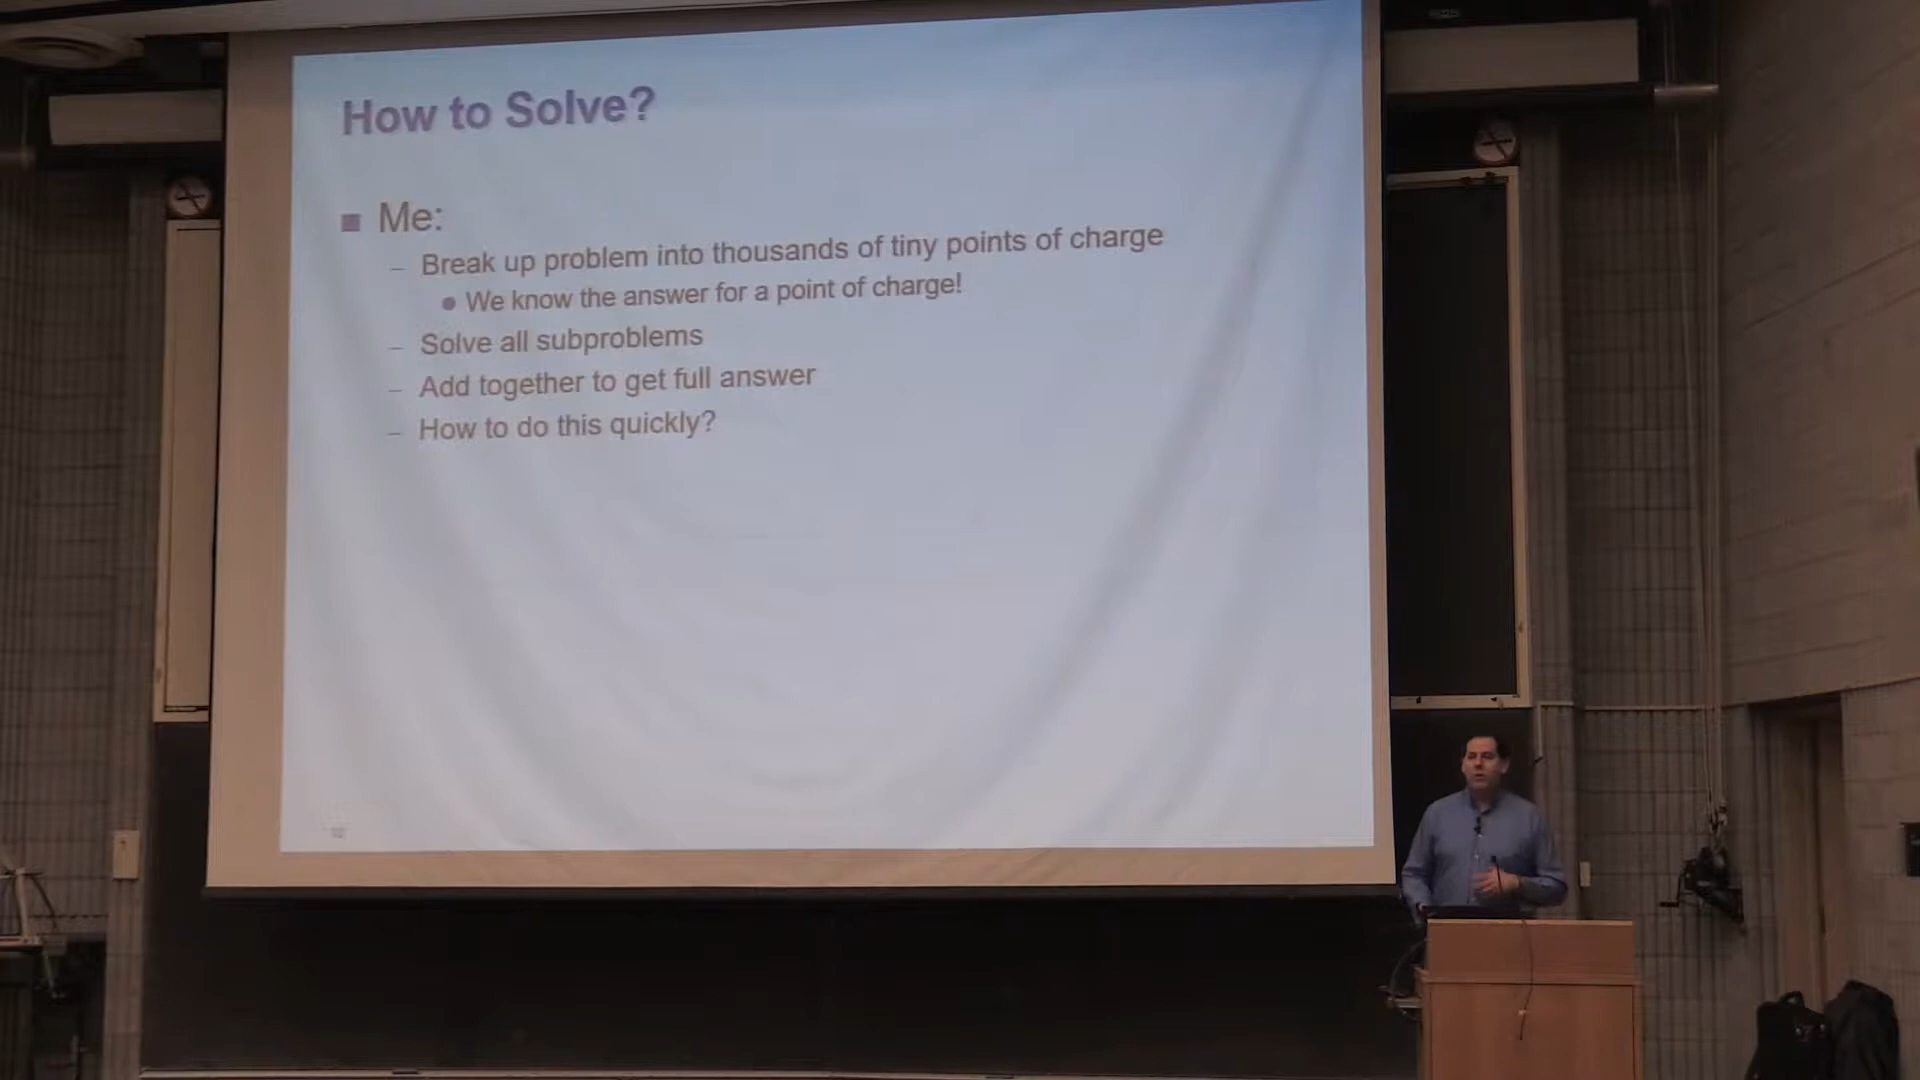 How to Solve?
Me:
– Break up problem into thousands of tiny points of charge
We know the answer for a point of charge!
– Solve all subproblems
– Add together to get full answer
– How to do this quickly?